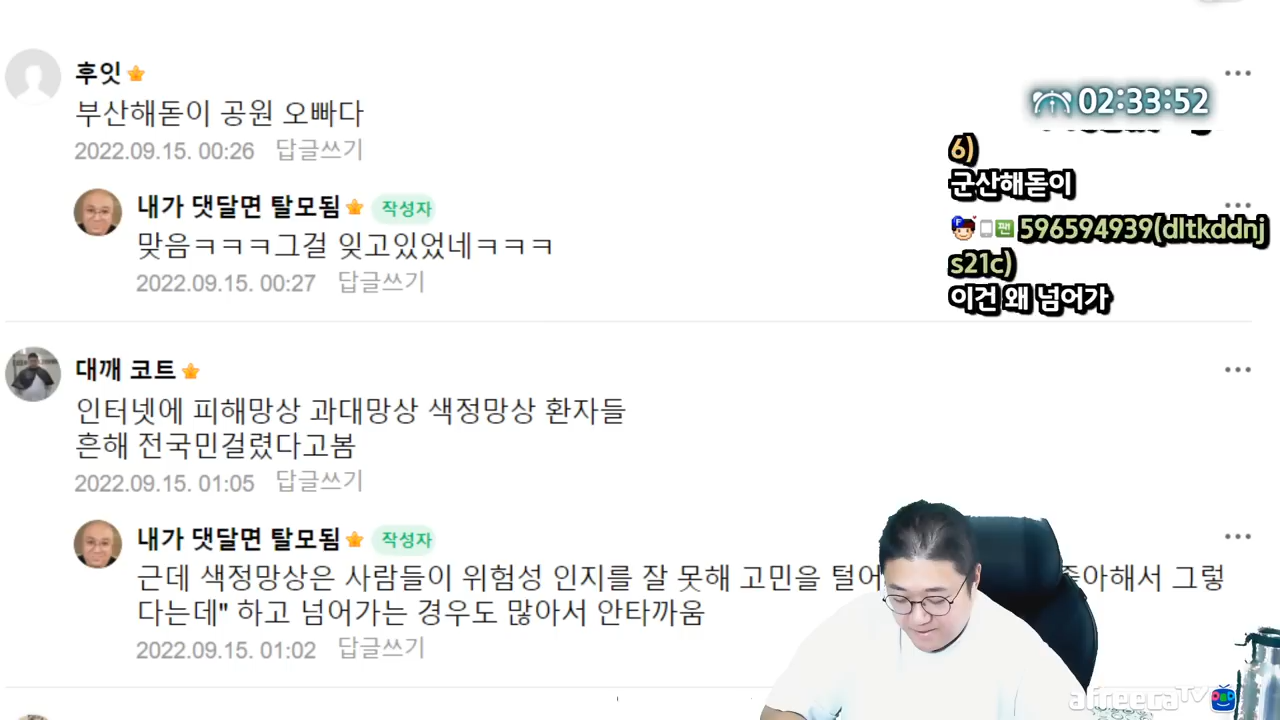 후잇
부산해돋이 공원 오빠다
2022.09.15. 00:26 답글쓰기
내가 댓달면 탈모됨 작성자
맞음ㅋㅋㅋ그걸 잊고있었네ㅋㅋㅋ
2022.09.15. 00:27 답글쓰기
대깨 코트
인터넷에 피해망상 과대망상 색정망상 환자들
흔해 전국민걸렸다고봄
2022.09.15. 01:05 답글쓰기
내가 댓달면 탈모됨 작성자
근데 색정망상은 사람들이 위험성 인지를 잘 못해 고민을 털어 좋아해서 그렇
다는데" 하고 넘어가는 경우도 많아서 안타까움
2022.09.15. 01:02 답글쓰기
02:33:52
6)
군산해돋이
팬 596594939(dltkddnj
s21c)
이건 왜 넘어가
afreecaTV